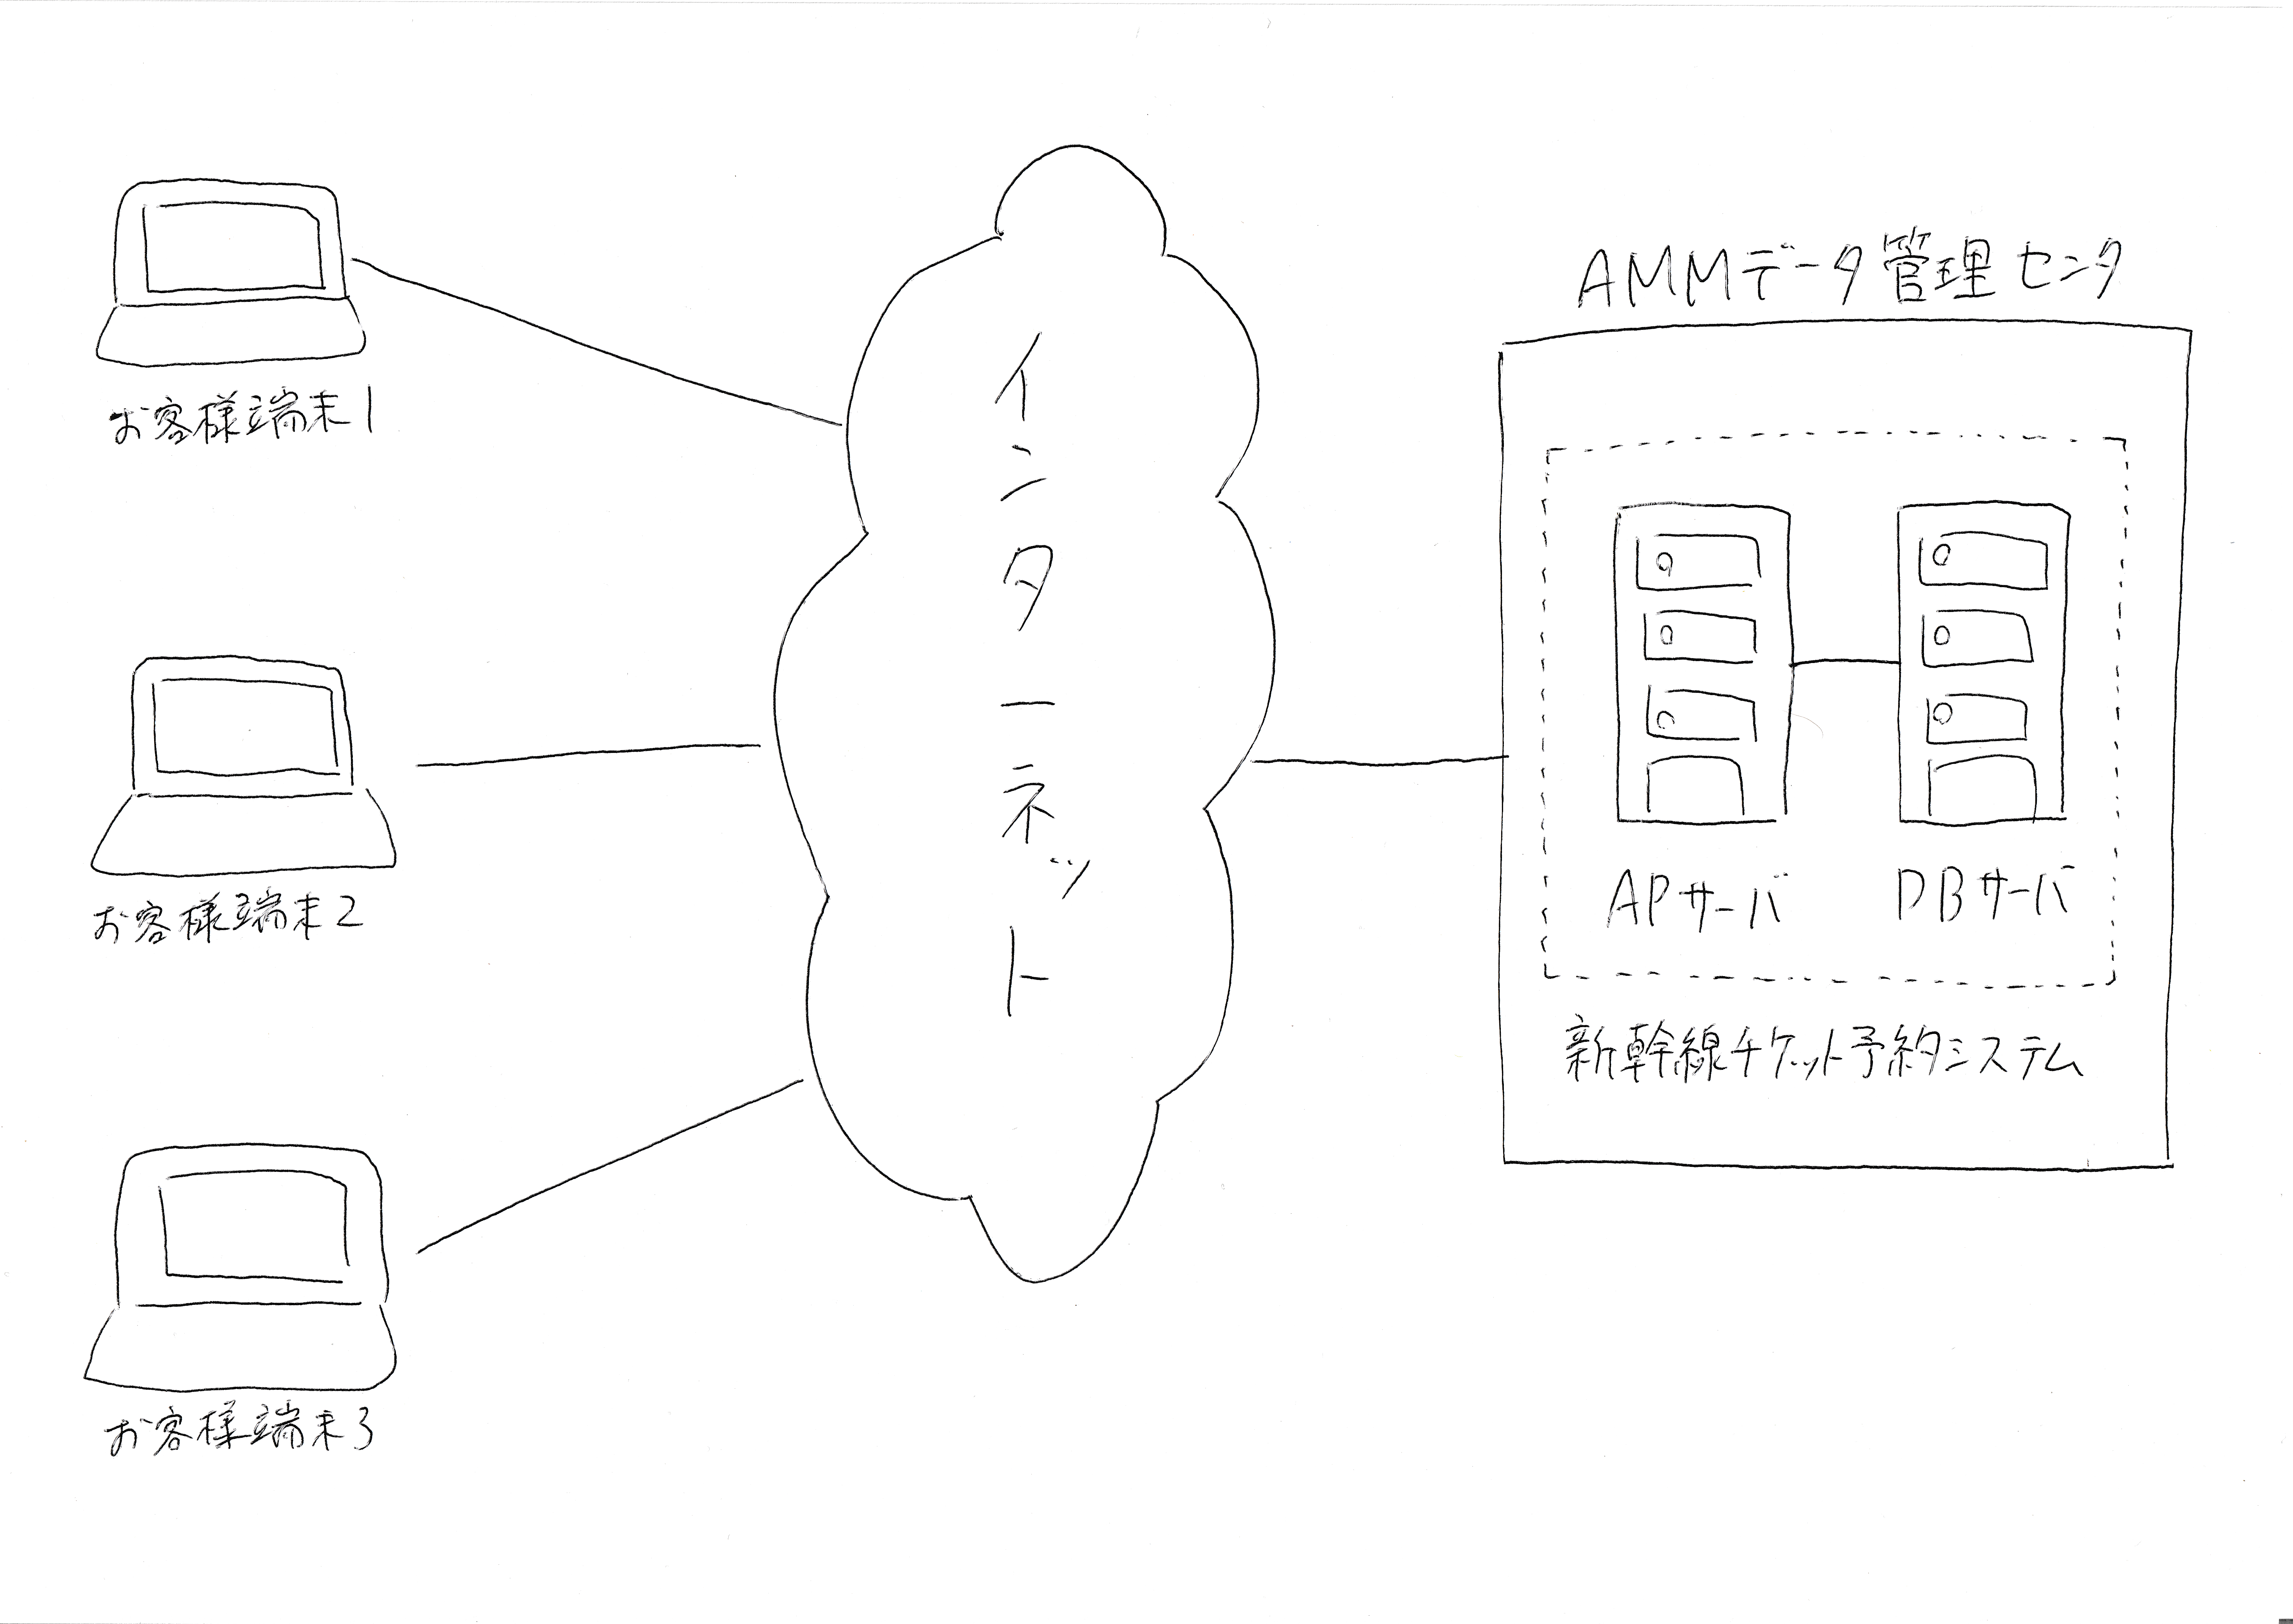 お客様端末1
お客様端末2
お客様端末3
インターネット
AMMデータ管理センタ
APサーバ
DBサーバ
新幹線チケット予約システム